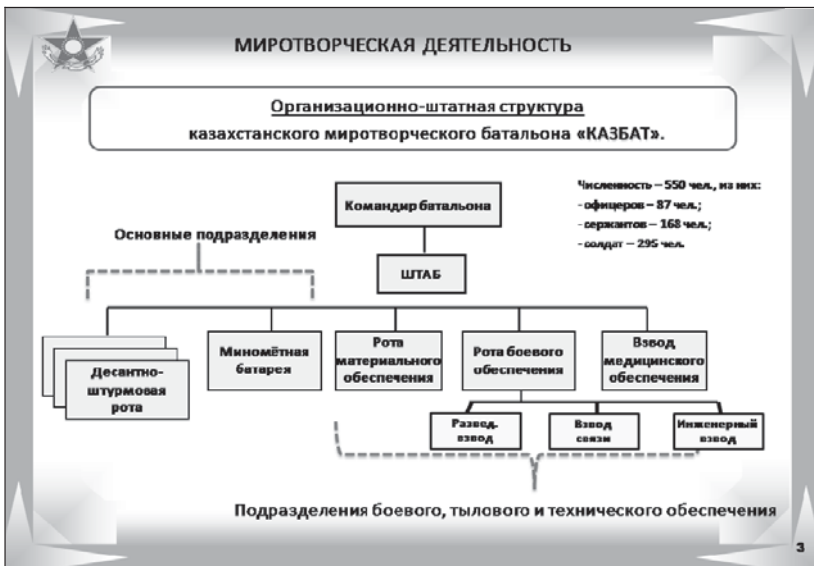 МИРОТВОРЧЕСКАЯ ДЕЯТЕЛЬНОСТЬ
Организационно-штатная структура
казахстанского миротворческого батальона «КАЗБАТ».
Численность – 550 чел., из них:
- офицеров – 87 чел.;
- сержантов – 168 чел.;
- солдат – 295 чел.
Командир батальона
Основные подразделения
ШТАБ
Десантно-
штурмовая
рота
Миномётная
батарея
Рота
материального
обеспечения
Рота боевого
обеспечения
Взвод
медицинского
обеспечения
Развед.
взвод
Взвод
связи
Инженерный
взвод
Подразделения боевого, тылового и технического обеспечения
3